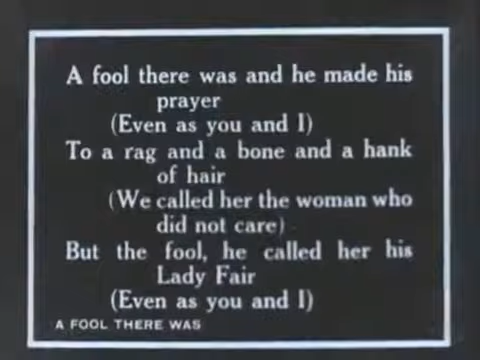 A fool there was and he made his
prayer
(Even as you and I)
To a rag and a bone and a hank
of hair
(We called her the woman who
did not care)
But the fool, he called her his
Lady Fair
(Even as you and I)
A FOOL THERE WAS